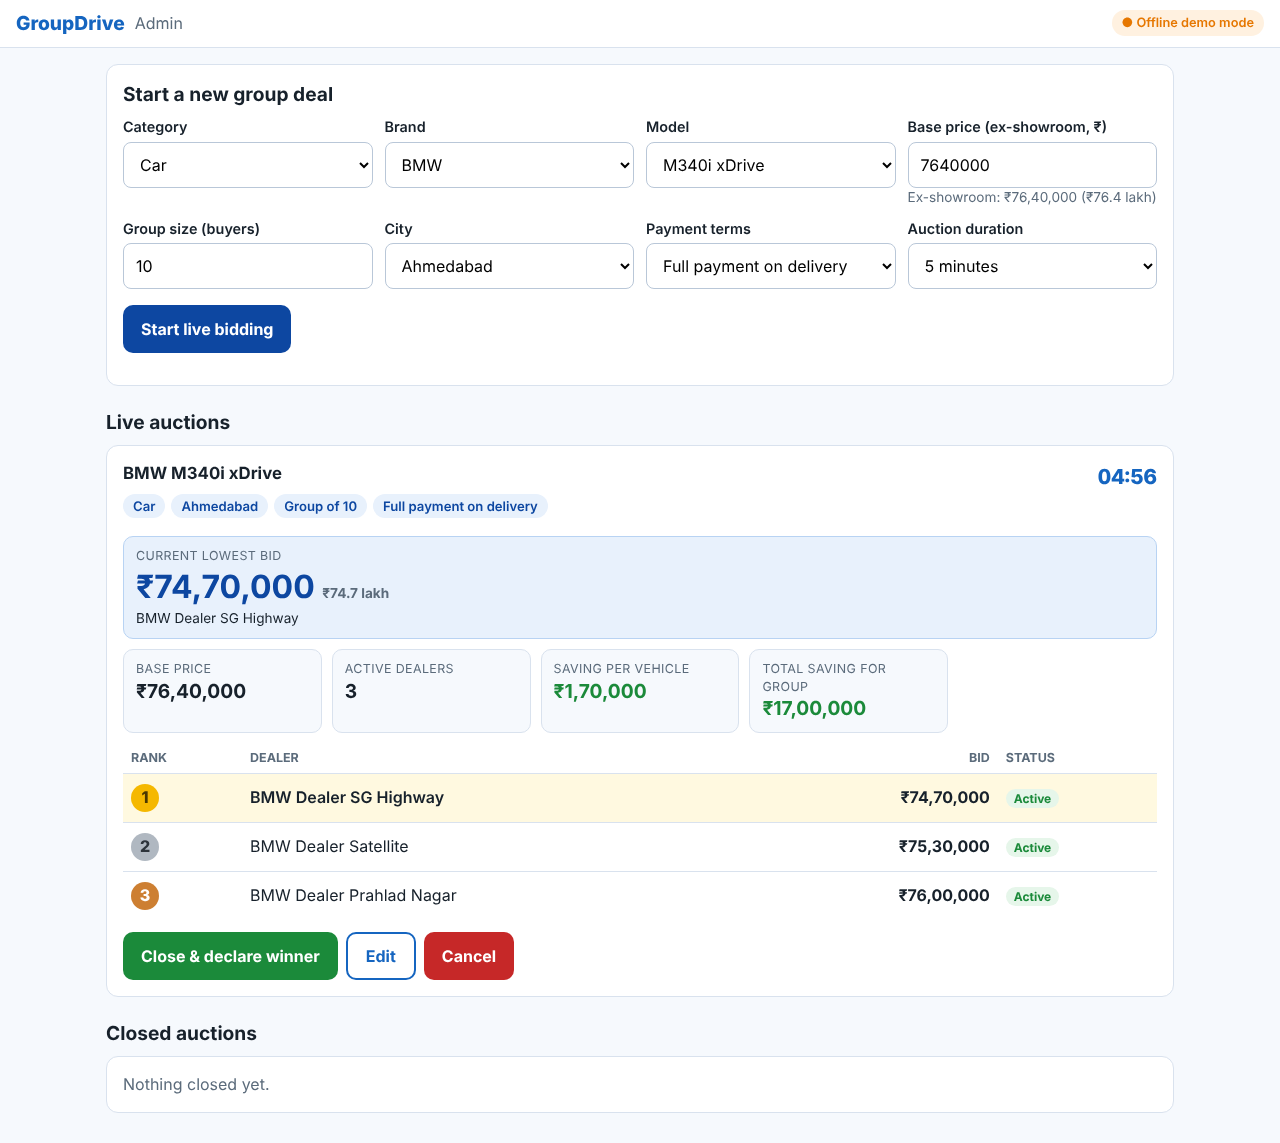 GroupDrive Admin
Offline demo mode
Start a new group deal
Category Brand Model Base price (ex-showroom, ₹)
Car BMW M340i xDrive 7640000
Ex-showroom: ₹76,40,000 (₹76.4 lakh)
Group size (buyers) City Payment terms Auction duration
10 Ahmedabad Full payment on delivery 5 minutes
Start live bidding
Live auctions
BMW M340i xDrive 04:56
Car Ahmedabad Group of 10 Full payment on delivery
CURRENT LOWEST BID
₹74,70,000 ₹74.7 lakh
BMW Dealer SG Highway
BASE PRICE ACTIVE DEALERS SAVING PER VEHICLE TOTAL SAVING FOR GROUP
₹76,40,000 3 ₹1,70,000 ₹17,00,000
RANK DEALER BID STATUS
1 BMW Dealer SG Highway ₹74,70,000 Active
2 BMW Dealer Satellite ₹75,30,000 Active
3 BMW Dealer Prahlad Nagar ₹76,00,000 Active
Close & declare winner Edit Cancel
Closed auctions
Nothing closed yet.